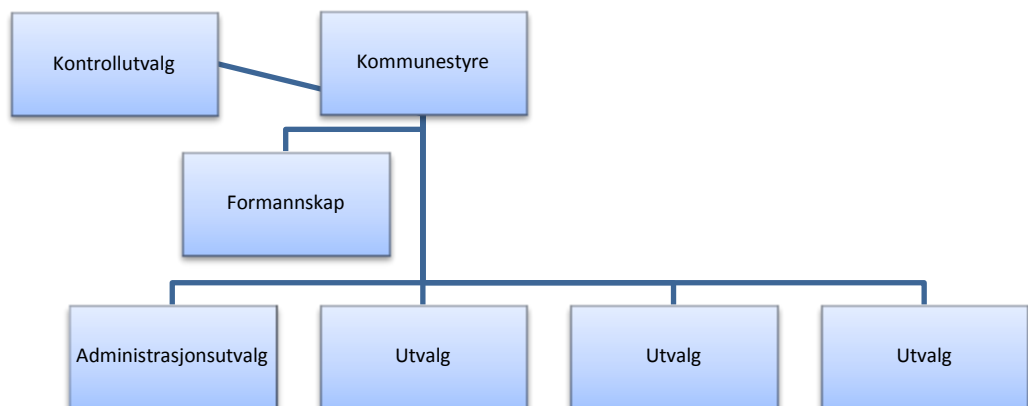 Kontrollutvalg
Kommunestyre
Formannskap
Administrasjonsutvalg
Utvalg
Utvalg
Utvalg